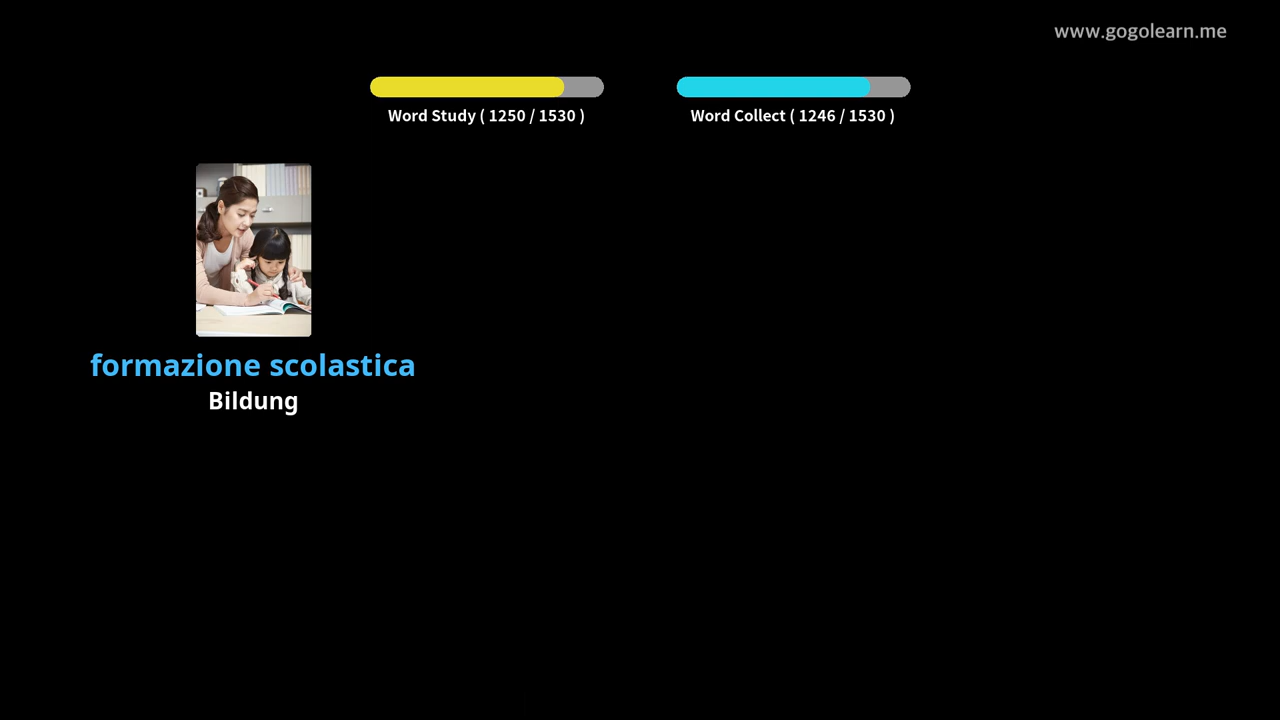 www.gogolearn.me
Word Study ( 1250 / 1530 )
Word Collect ( 1246 / 1530 )
formazione scolastica
Bildung